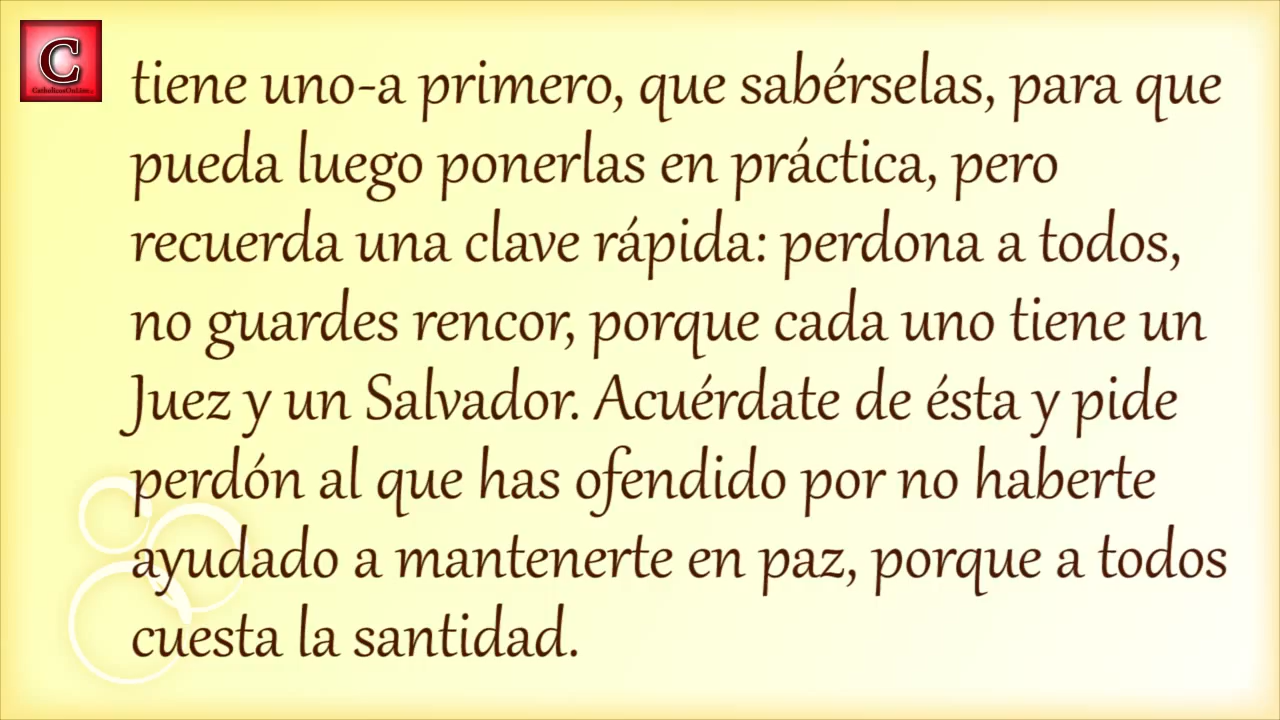 C
CatholicosOnLine
tiene uno-a primero, que sabérselas, para que
pueda luego ponerlas en práctica, pero
recuerda una clave rápida: perdona a todos,
no guardes rencor, porque cada uno tiene un
Juez y un Salvador. Acuérdate de ésta y pide
perdón al que has ofendido por no haberte
ayudado a mantenerte en paz, porque a todos
cuesta la santidad.